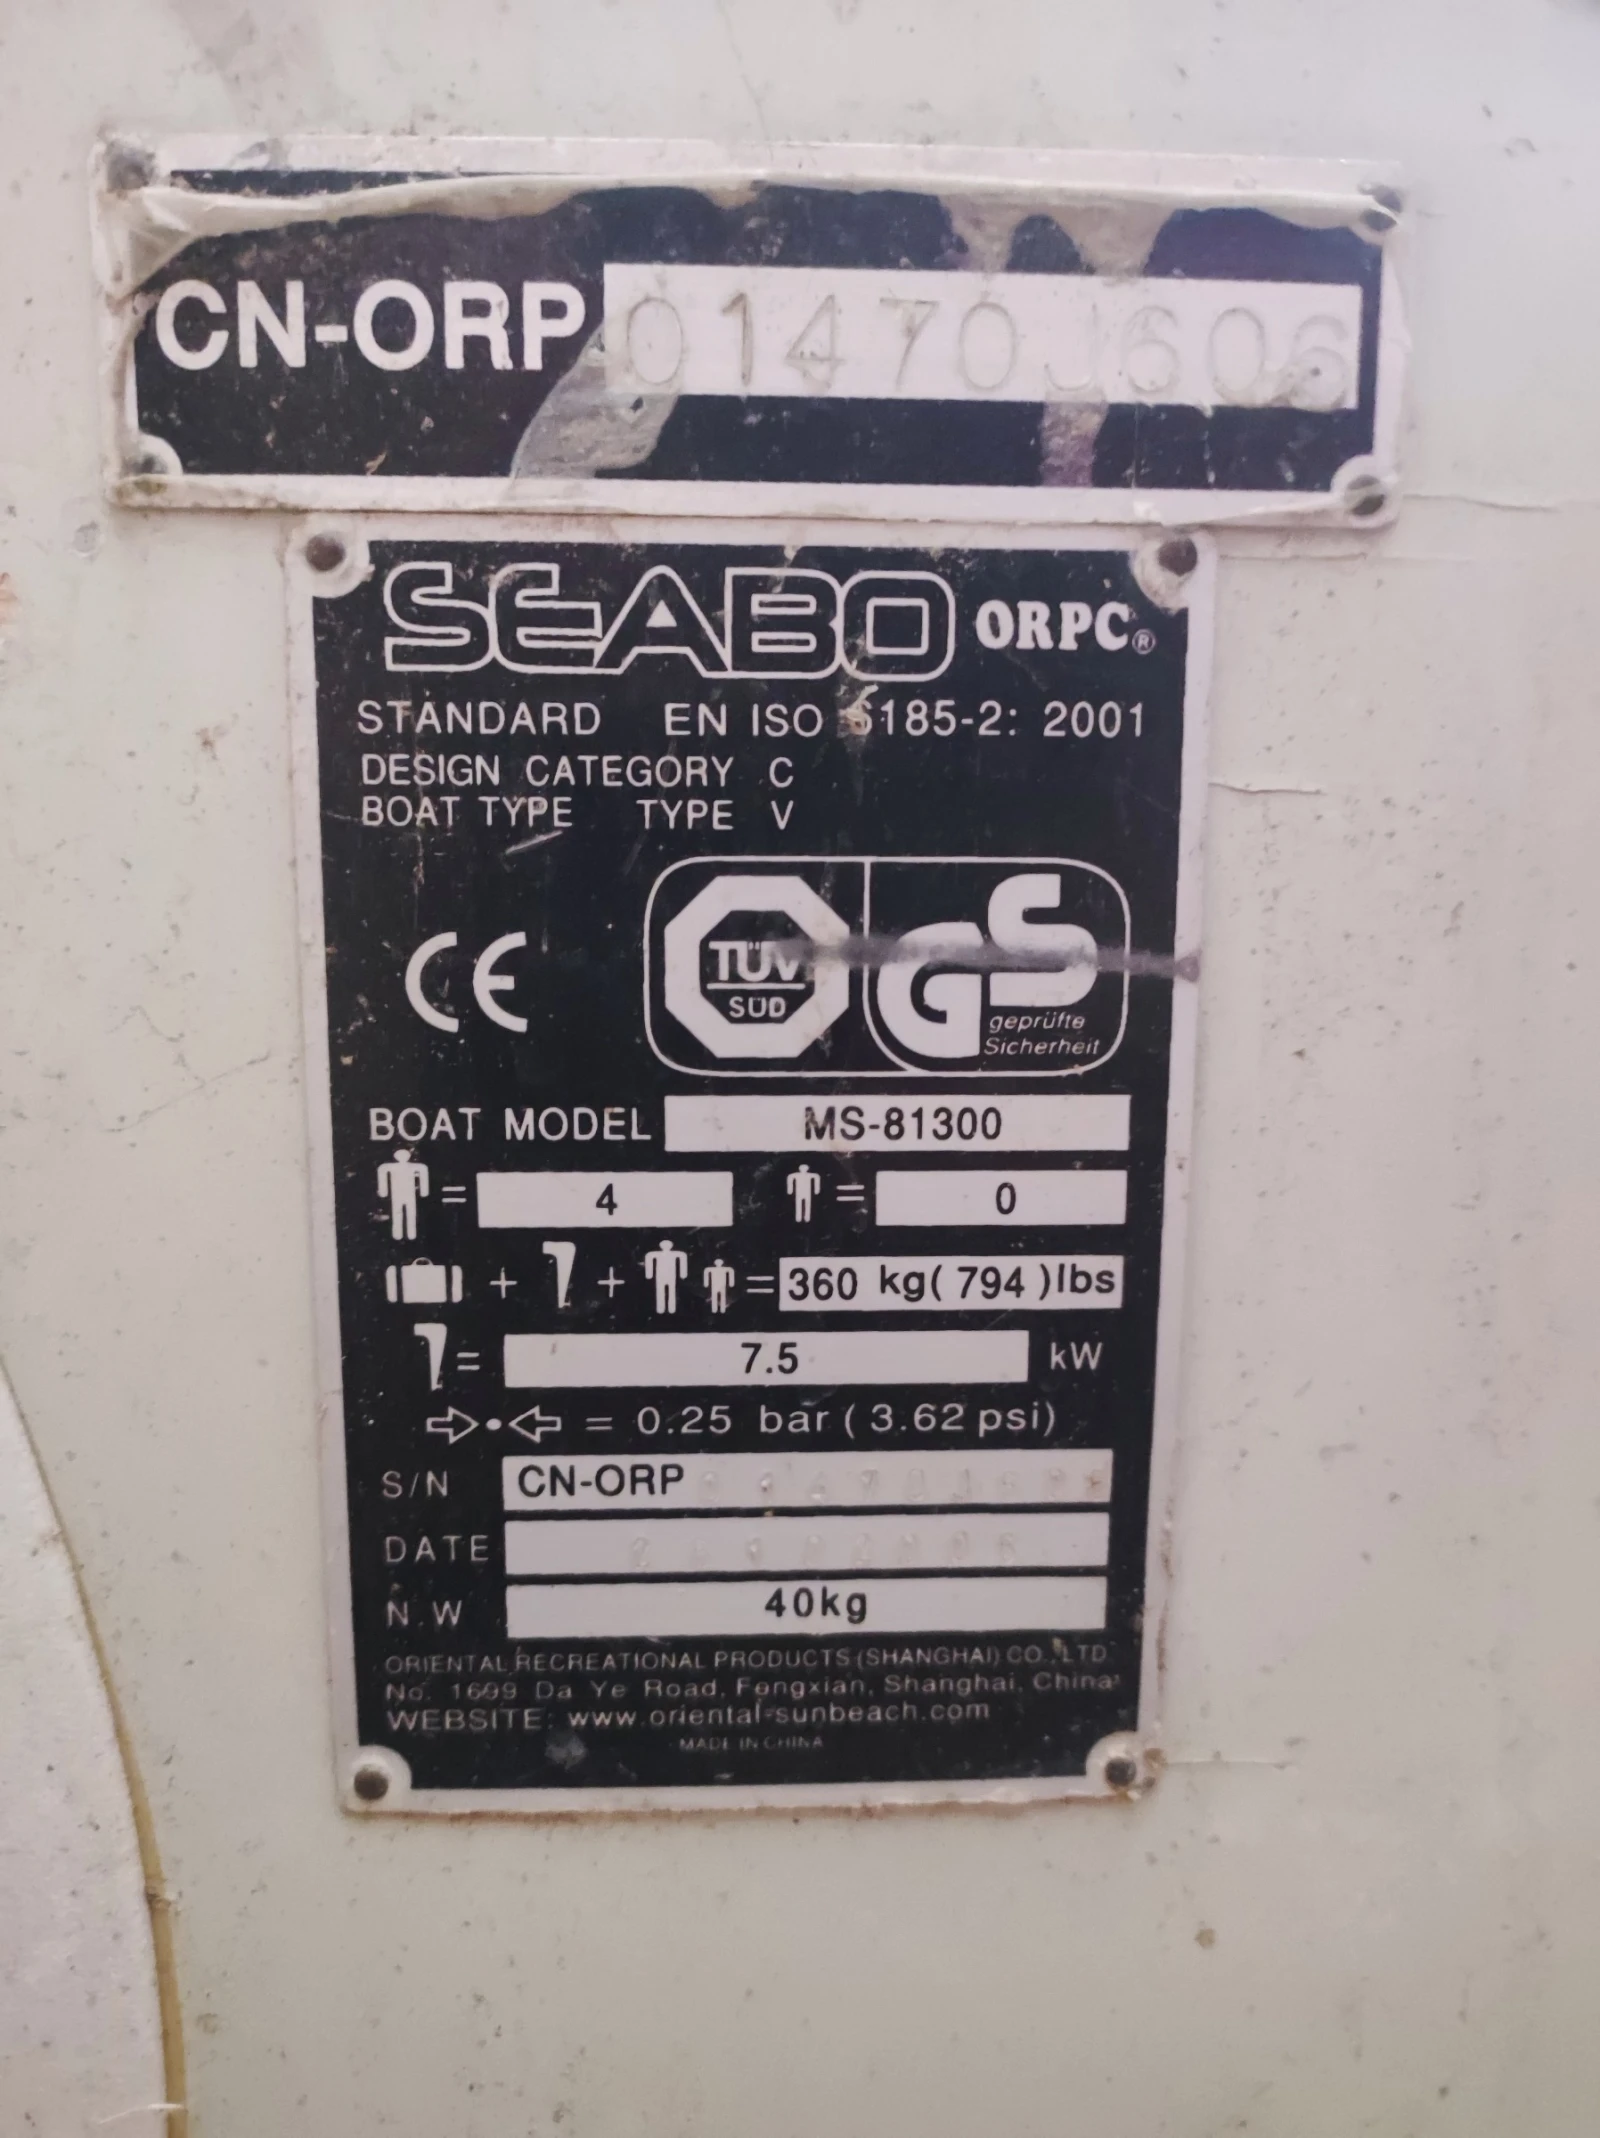 CN-ORP 01470J606
SEABO ORPC®
STANDARD EN ISO 6185-2: 2001
DESIGN CATEGORY C
BOAT TYPE TYPE V
CE TÜV SÜD GS geprüfte Sicherheit
BOAT MODEL MS-81300
= 4 = 0
+ + = 360 kg( 794 )lbs
= 7.5 kW
= 0.25 bar ( 3.62 psi)
S/N CN-ORP
DATE
N.W 40kg
ORIENTAL RECREATIONAL PRODUCTS (SHANGHAI) CO., LTD.
No. 1699 Da Ye Road, Fengxian, Shanghai, China
WEBSITE: www.oriental-sunbeach.com
MADE IN CHINA